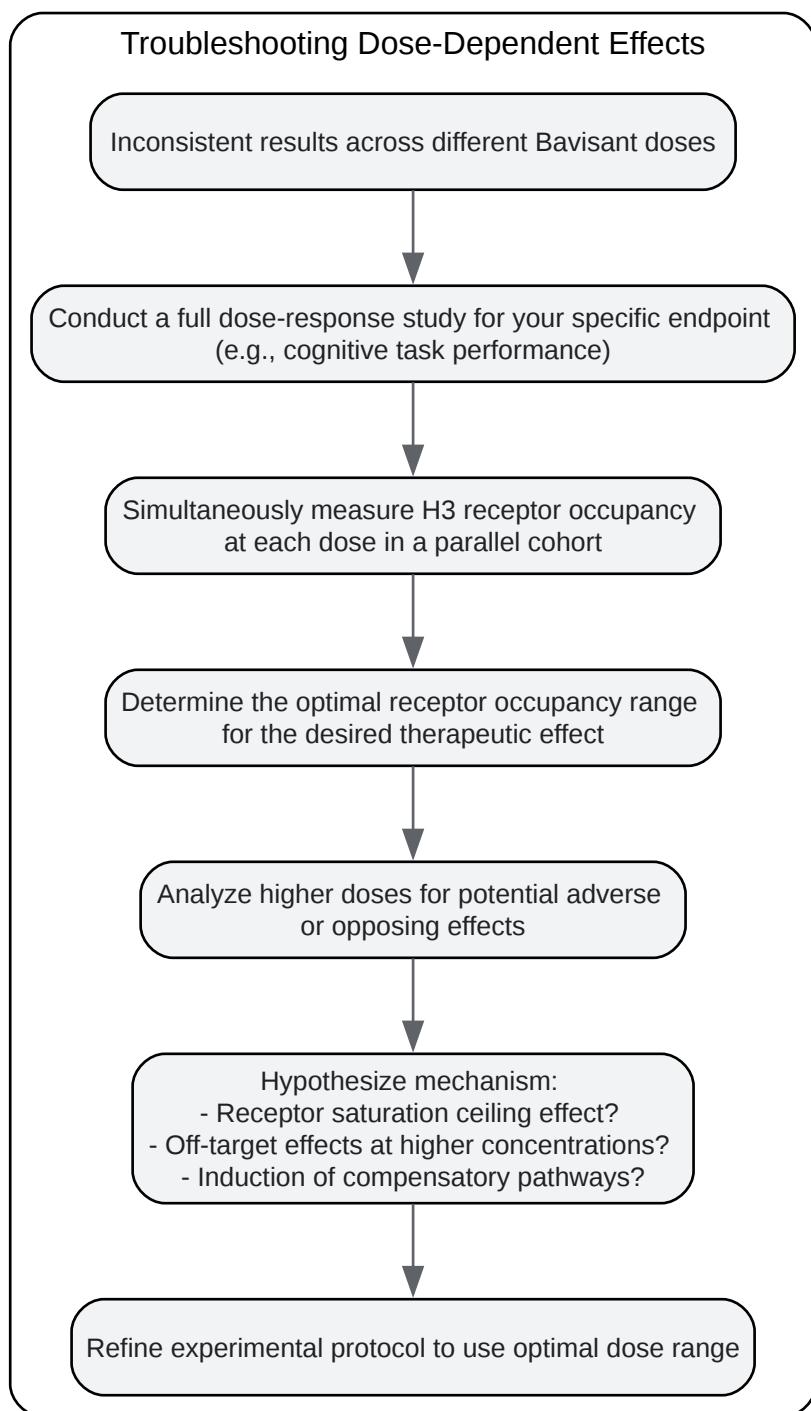 Troubleshooting Dose-Dependent Effects
Inconsistent results across different Bavisant doses
Conduct a full dose-response study for your specific endpoint
(e.g., cognitive task performance)
Simultaneously measure H3 receptor occupancy
at each dose in a parallel cohort
Determine the optimal receptor occupancy range
for the desired therapeutic effect
Analyze higher doses for potential adverse
or opposing effects
Hypothesize mechanism:
- Receptor saturation ceiling effect?
- Off-target effects at higher concentrations?
- Induction of compensatory pathways?
Refine experimental protocol to use optimal dose range